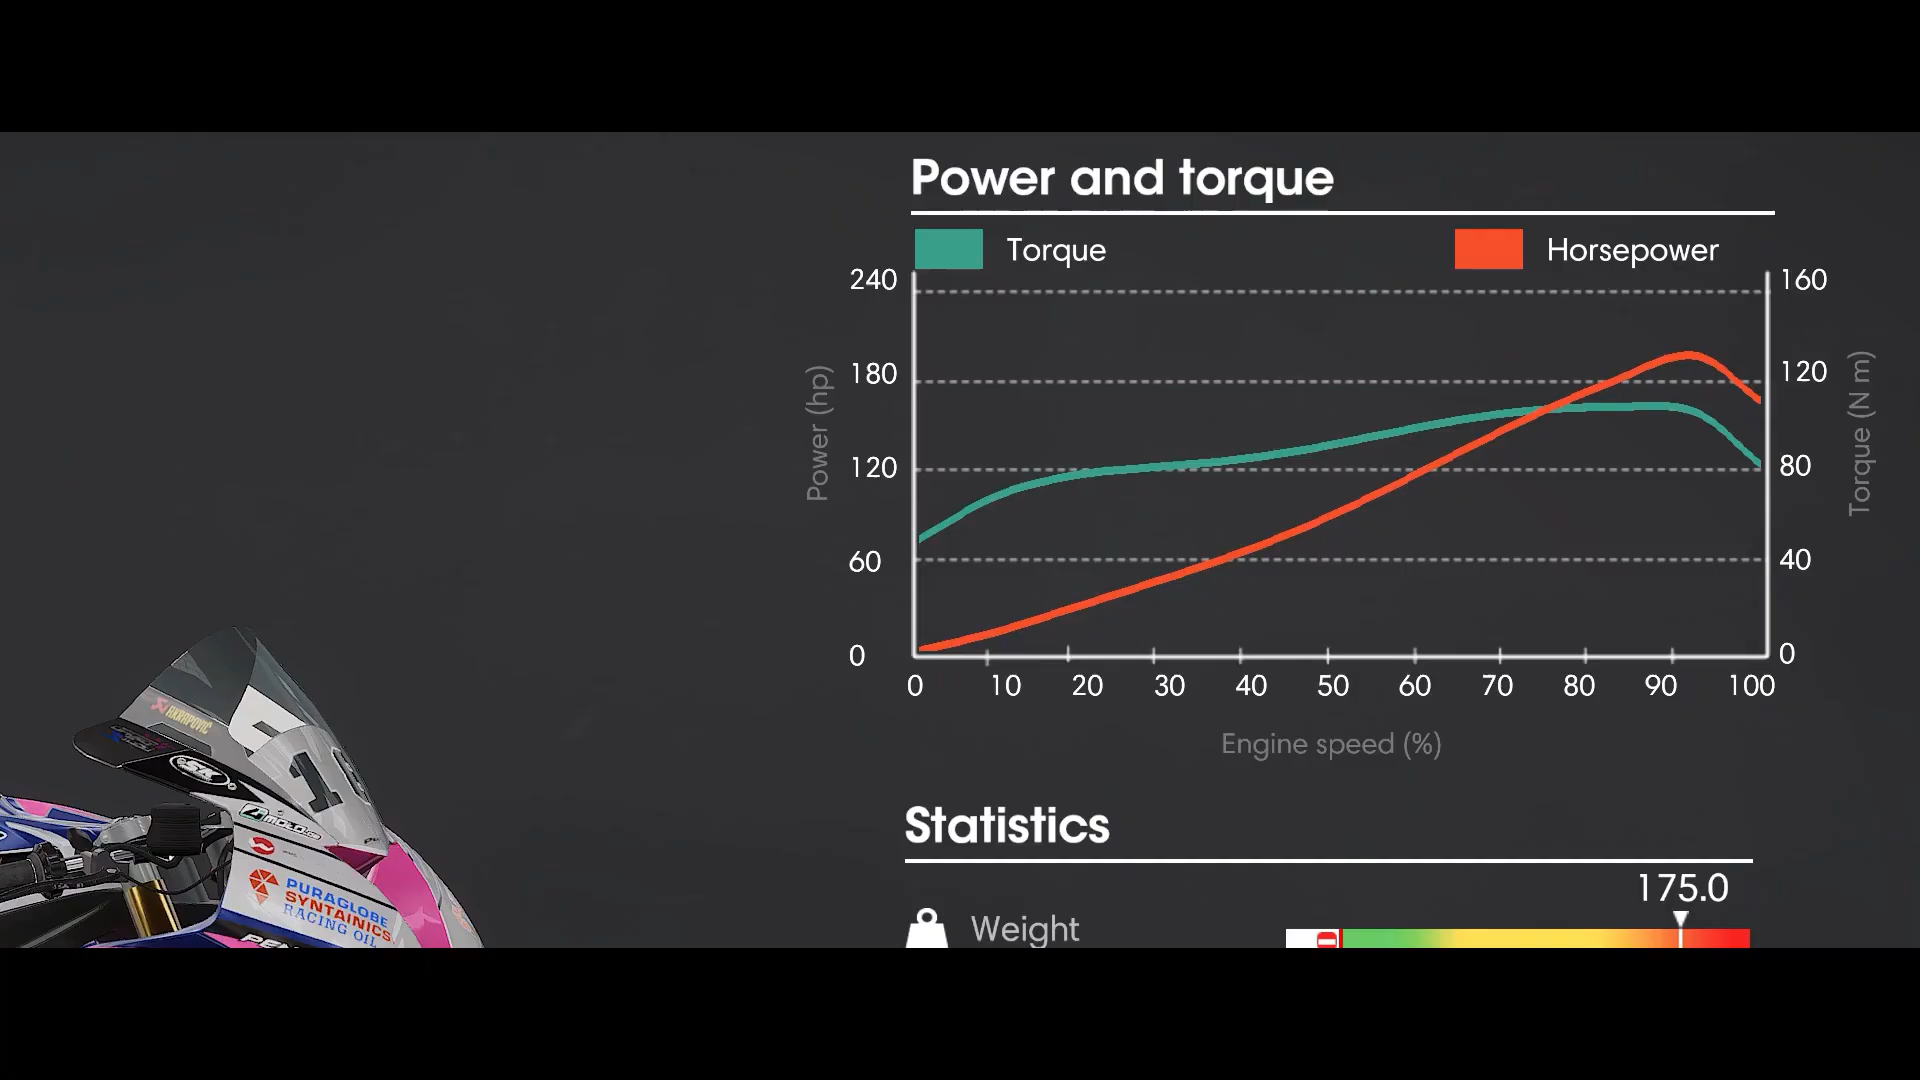 Power and torque
Torque
Horsepower
240
180
120
60
0
Power (hp)
160
120
80
40
0
Torque (N m)
0 10 20 30 40 50 60 70 80 90 100
Engine speed (%)
Statistics
175.0
Weight
AKRAPOVIČ
SK
PURAGLOBE
SYNTAINICS
RACING OIL